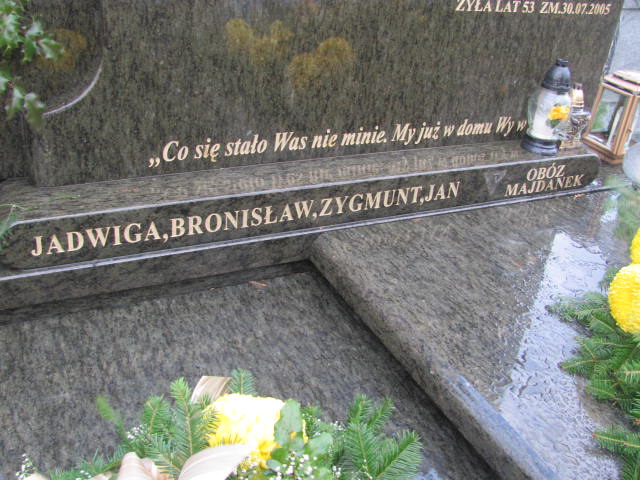 ŻYŁA LAT 53 ZM.30.07.2005
„Co się stało Was nie minie. My już w domu Wy w
JADWIGA,BRONISŁAW,ZYGMUNT,JAN
OBÓZ
MAJDANEK